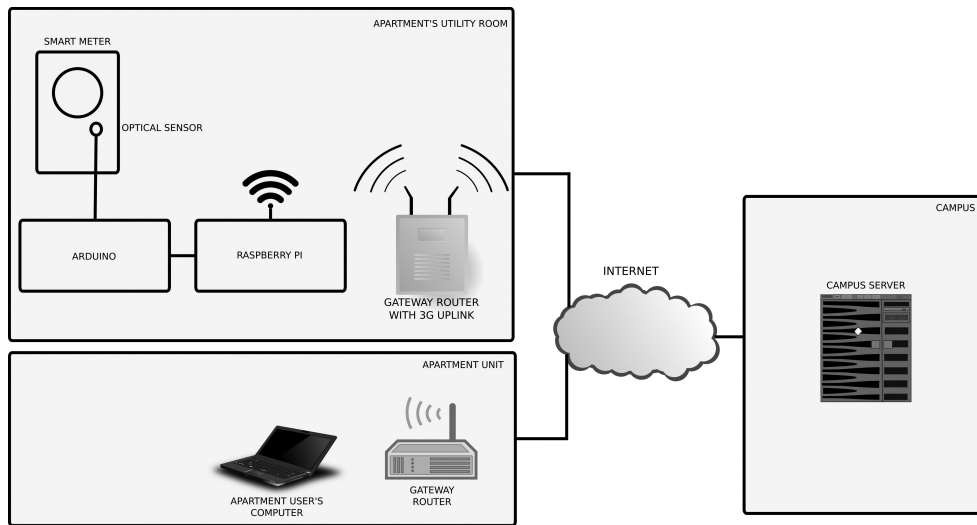 APARTMENT'S UTILITY ROOM
SMART METER
OPTICAL SENSOR
ARDUINO
RASPBERRY PI
GATEWAY ROUTER
WITH 3G UPLINK
INTERNET
CAMPUS
CAMPUS SERVER
APARTMENT UNIT
APARTMENT USER'S
COMPUTER
GATEWAY
ROUTER